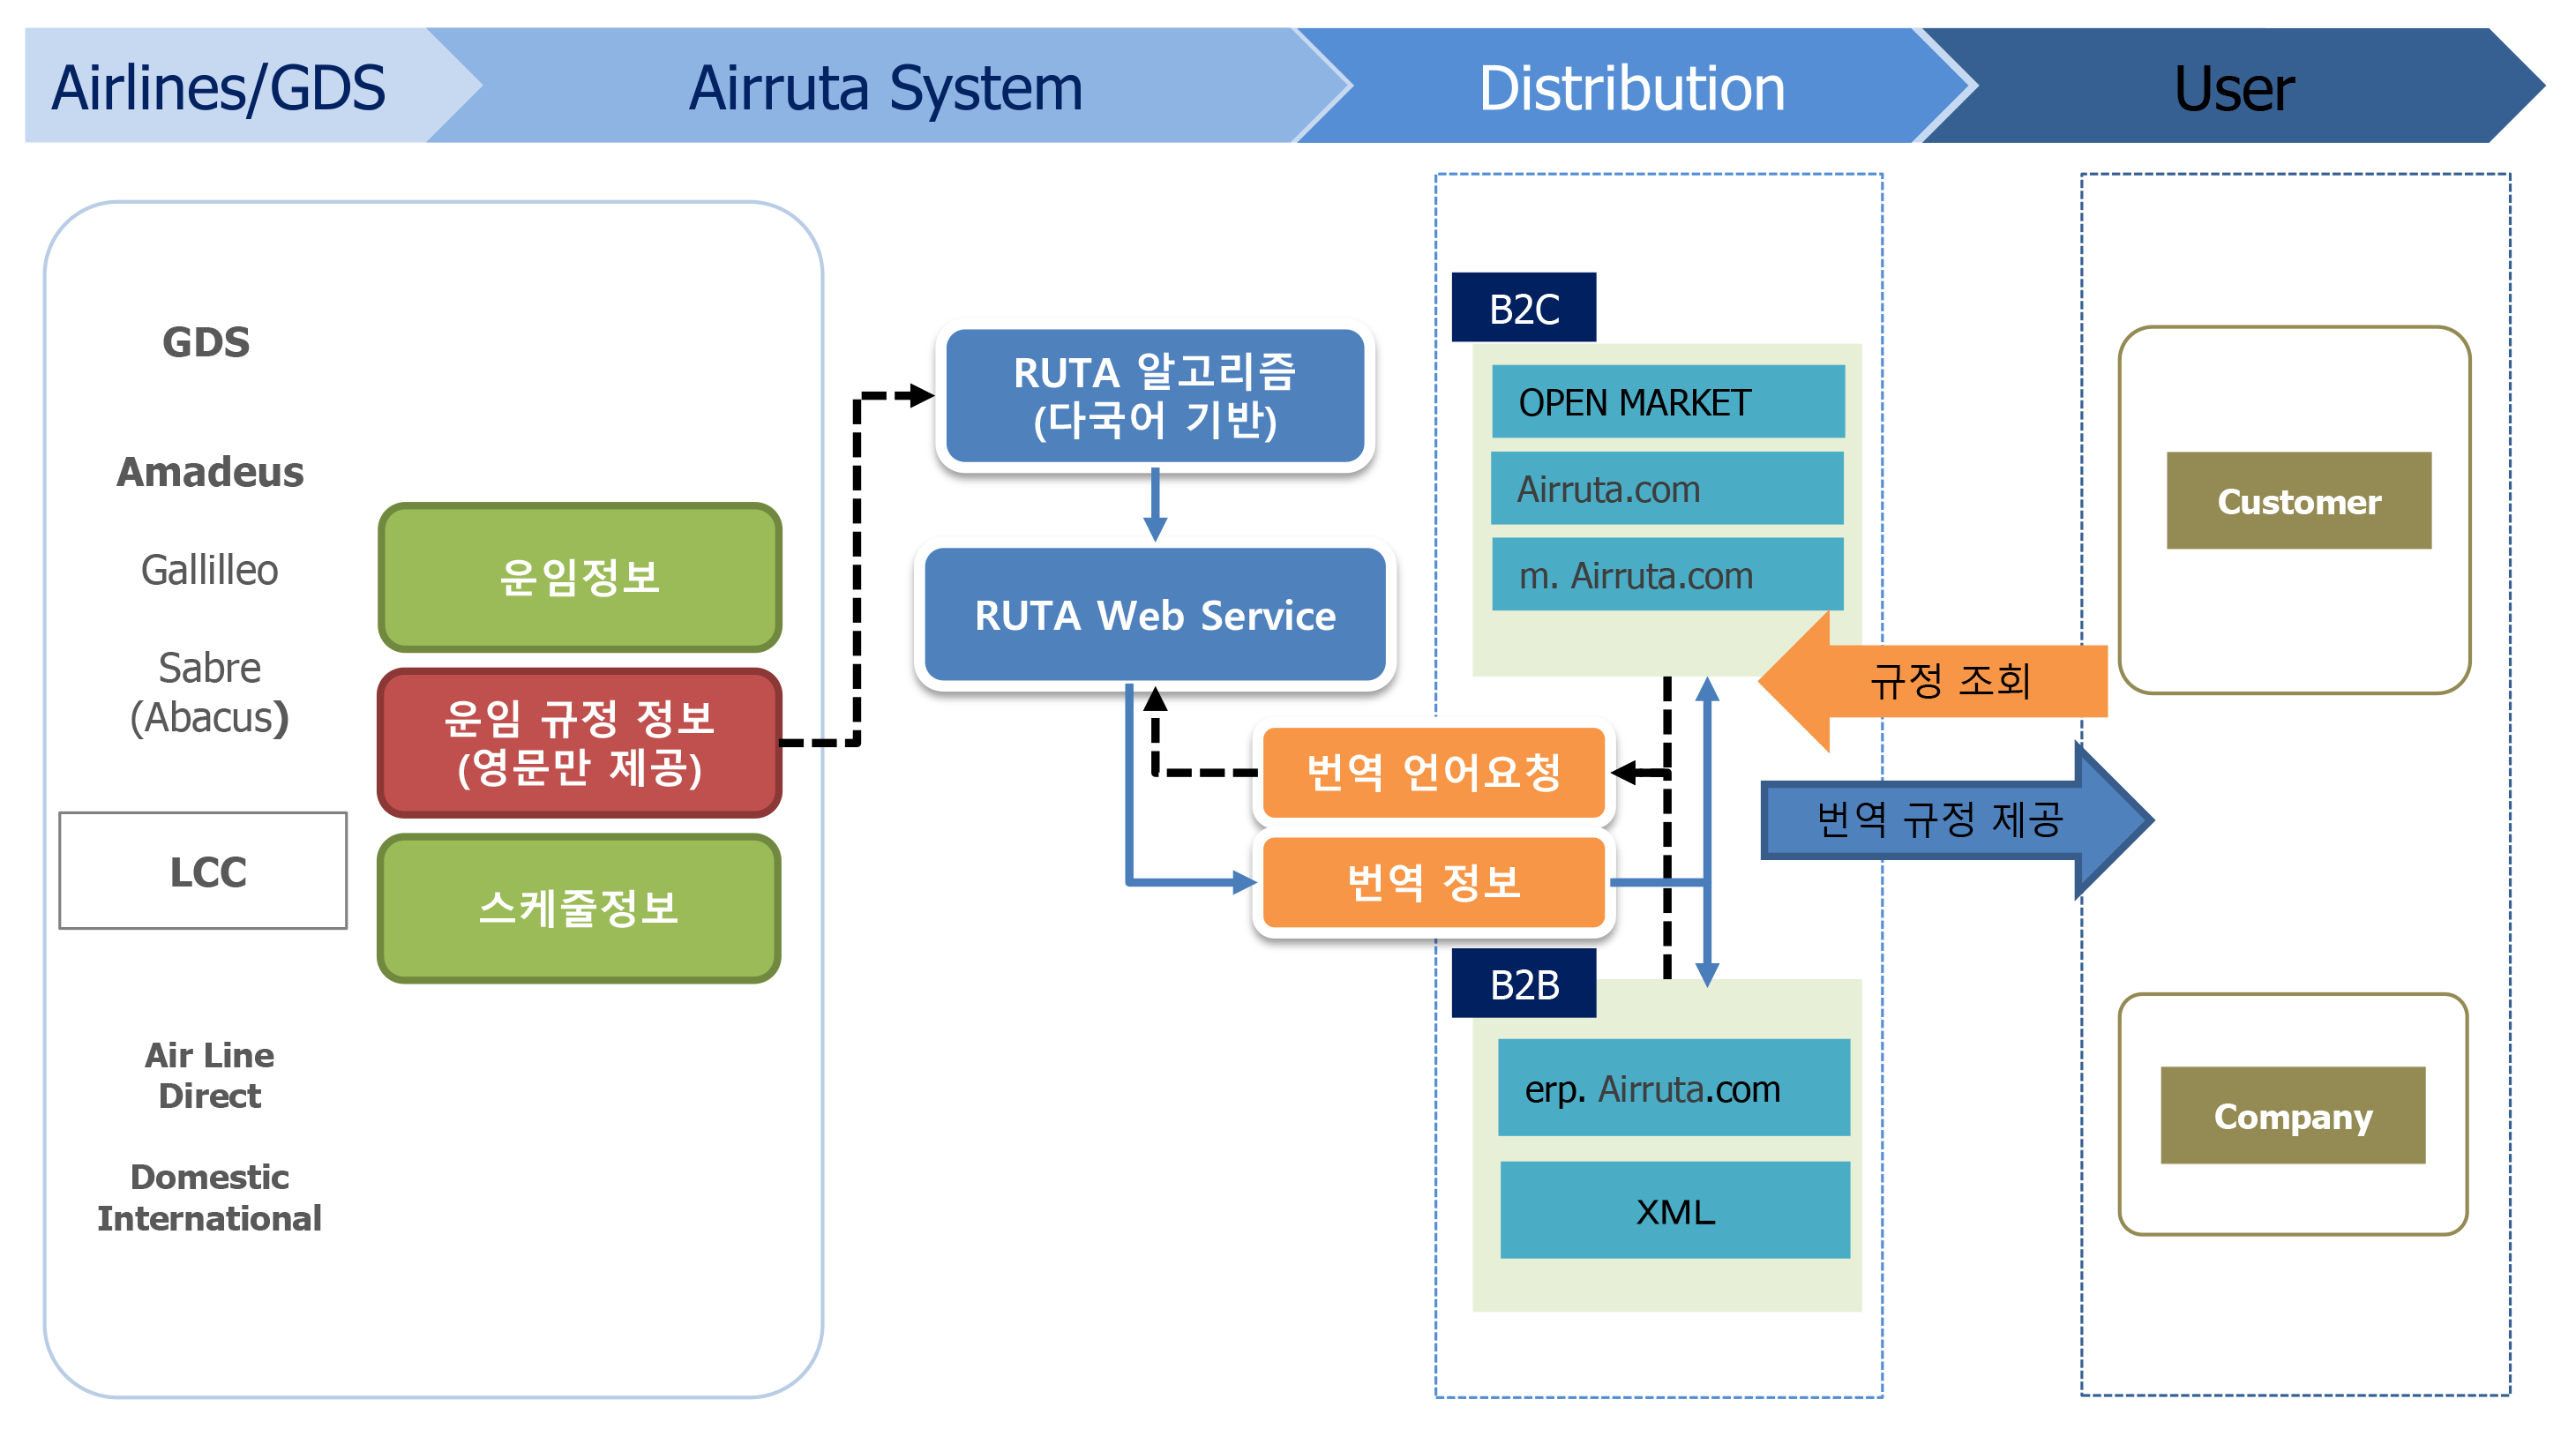 Airlines/GDS
Airruta System
Distribution
User
GDS
Amadeus
Gallilleo
Sabre
(Abacus)
LCC
Air Line
Direct
Domestic
International
운임정보
운임 규정 정보
(영문만 제공)
스케줄정보
RUTA 알고리즘
(다국어 기반)
RUTA Web Service
번역 언어요청
번역 정보
B2C
OPEN MARKET
Airruta.com
m. Airruta.com
B2B
erp. Airruta.com
XML
규정 조회
번역 규정 제공
Customer
Company